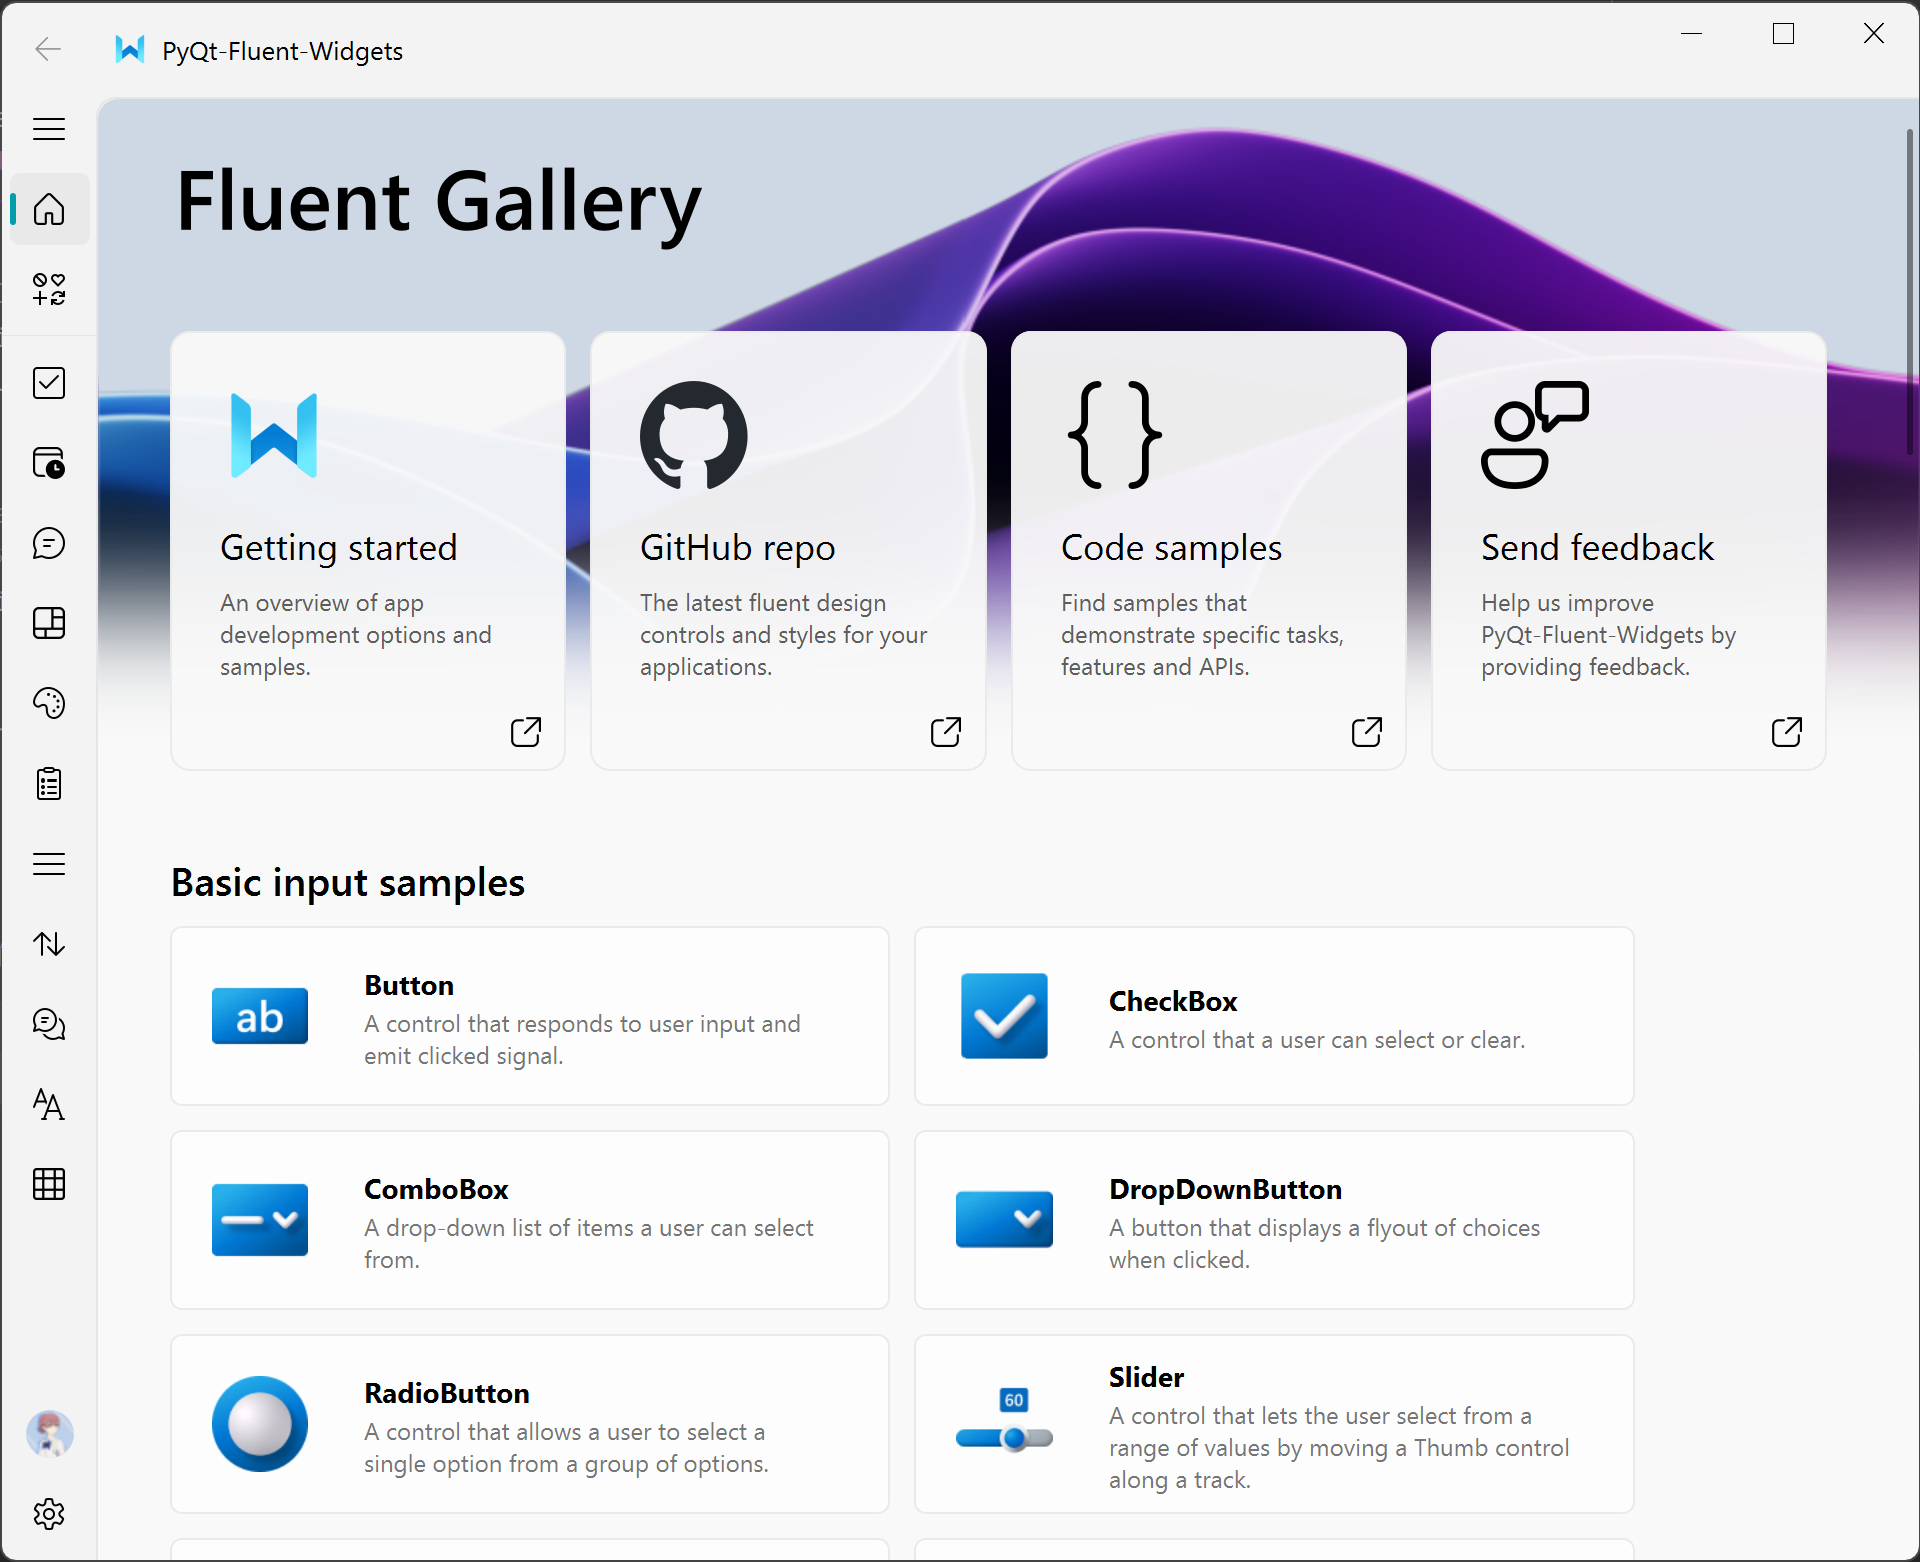 PyQt-Fluent-Widgets
Fluent Gallery
Getting started
An overview of app
development options and
samples.
GitHub repo
The latest fluent design
controls and styles for your
applications.
Code samples
Find samples that
demonstrate specific tasks,
features and APIs.
Send feedback
Help us improve
PyQt-Fluent-Widgets by
providing feedback.
Basic input samples
ab
Button
A control that responds to user input and
emit clicked signal.
CheckBox
A control that a user can select or clear.
ComboBox
A drop-down list of items a user can select
from.
DropDownButton
A button that displays a flyout of choices
when clicked.
RadioButton
A control that allows a user to select a
single option from a group of options.
60
Slider
A control that lets the user select from a
range of values by moving a Thumb control
along a track.